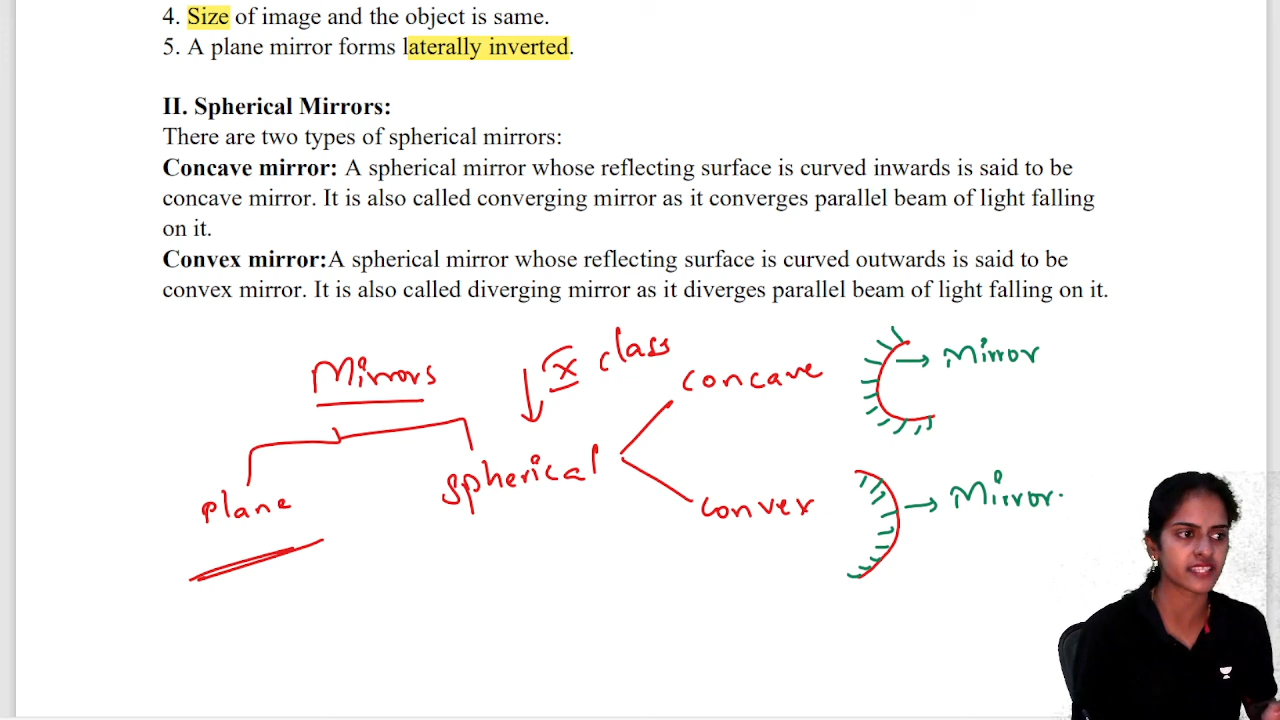 4. Size of image and the object is same.
5. A plane mirror forms laterally inverted.
II. Spherical Mirrors:
There are two types of spherical mirrors:
Concave mirror: A spherical mirror whose reflecting surface is curved inwards is said to be
concave mirror. It is also called converging mirror as it converges parallel beam of light falling
on it.
Convex mirror:A spherical mirror whose reflecting surface is curved outwards is said to be
convex mirror. It is also called diverging mirror as it diverges parallel beam of light falling on it.
Mirrors
X class
concave
Mirror
plane
spherical
convex
Mirror.